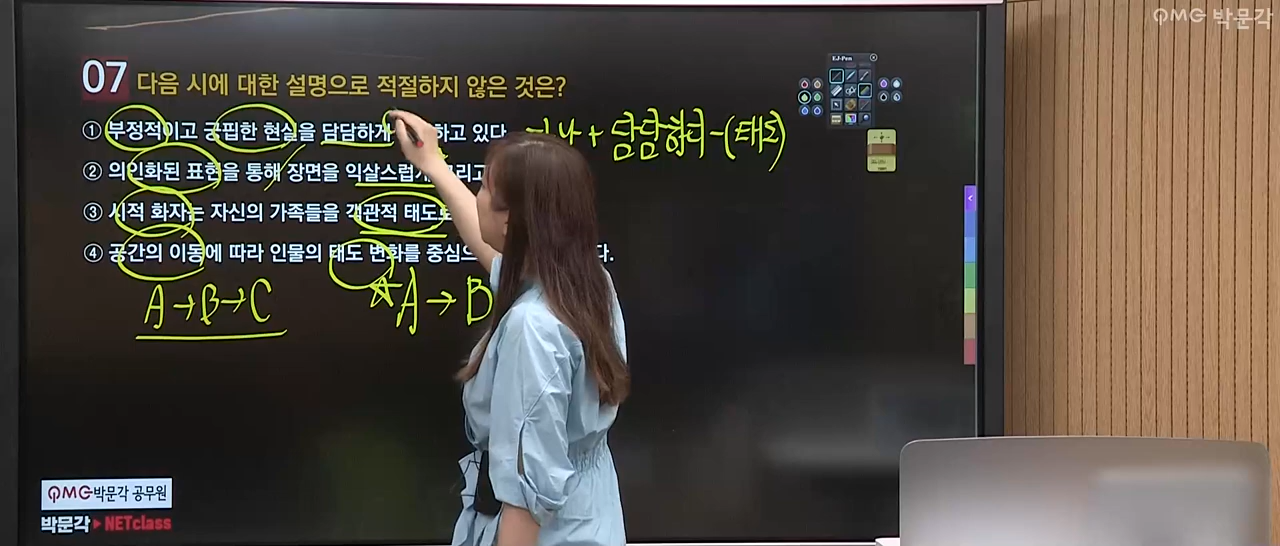 QMG 박문각
EJ-Pen
07 다음 시에 대한 설명으로 적절하지 않은 것은?
① 부정적이고 궁핍한 현실을 담담하게 하고 있다.
+ 담담하다-(태도)
② 의인화된 표현을 통해 장면을 익살스럽게 그리고
③ 시적 화자는 자신의 가족들을 객관적 태도로
④ 공간의 이동에 따라 인물의 태도 변화를 중심으 다.
A→B→C ☆A→B
QMG박문각 공무원
박문각 NETclass